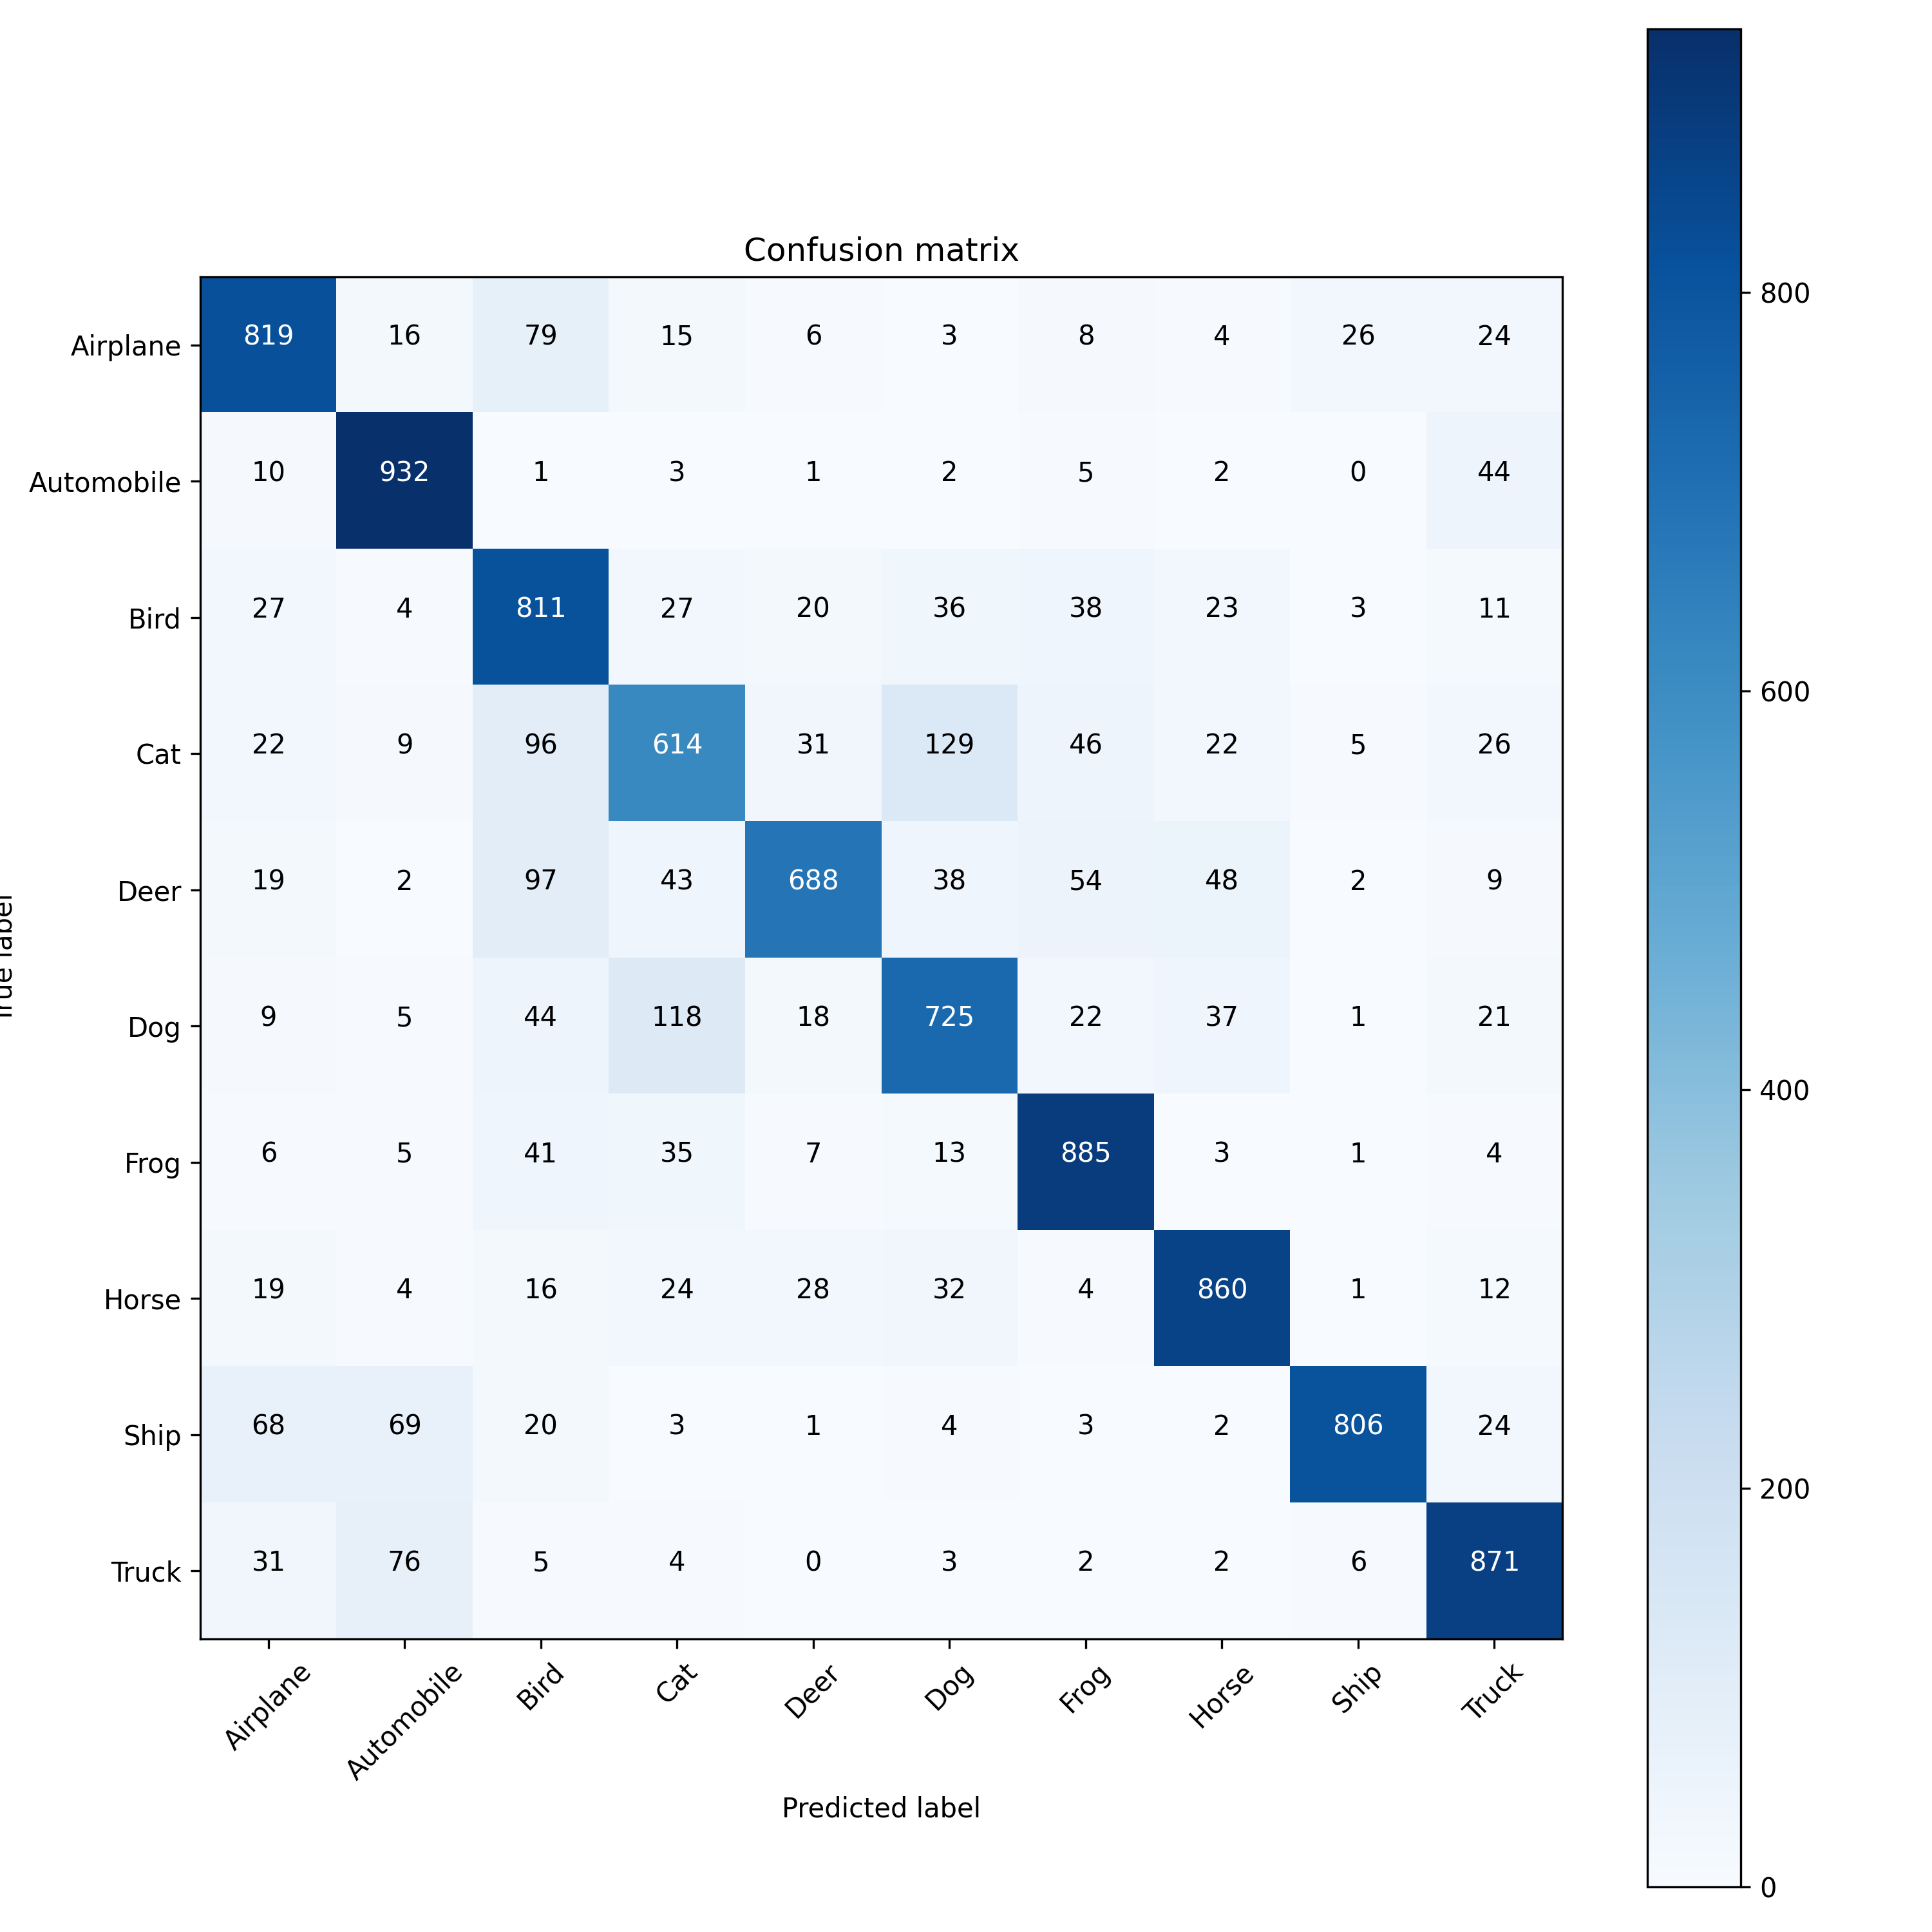 Confusion matrix
Airplane 819 16 79 15 6 3 8 4 26 24
Automobile 10 932 1 3 1 2 5 2 0 44
Bird 27 4 811 27 20 36 38 23 3 11
Cat 22 9 96 614 31 129 46 22 5 26
Deer 19 2 97 43 688 38 54 48 2 9
Dog 9 5 44 118 18 725 22 37 1 21
Frog 6 5 41 35 7 13 885 3 1 4
Horse 19 4 16 24 28 32 4 860 1 12
Ship 68 69 20 3 1 4 3 2 806 24
Truck 31 76 5 4 0 3 2 2 6 871
Airplane Automobile Bird Cat Deer Dog Frog Horse Ship Truck
Predicted label
True label
800
600
400
200
0